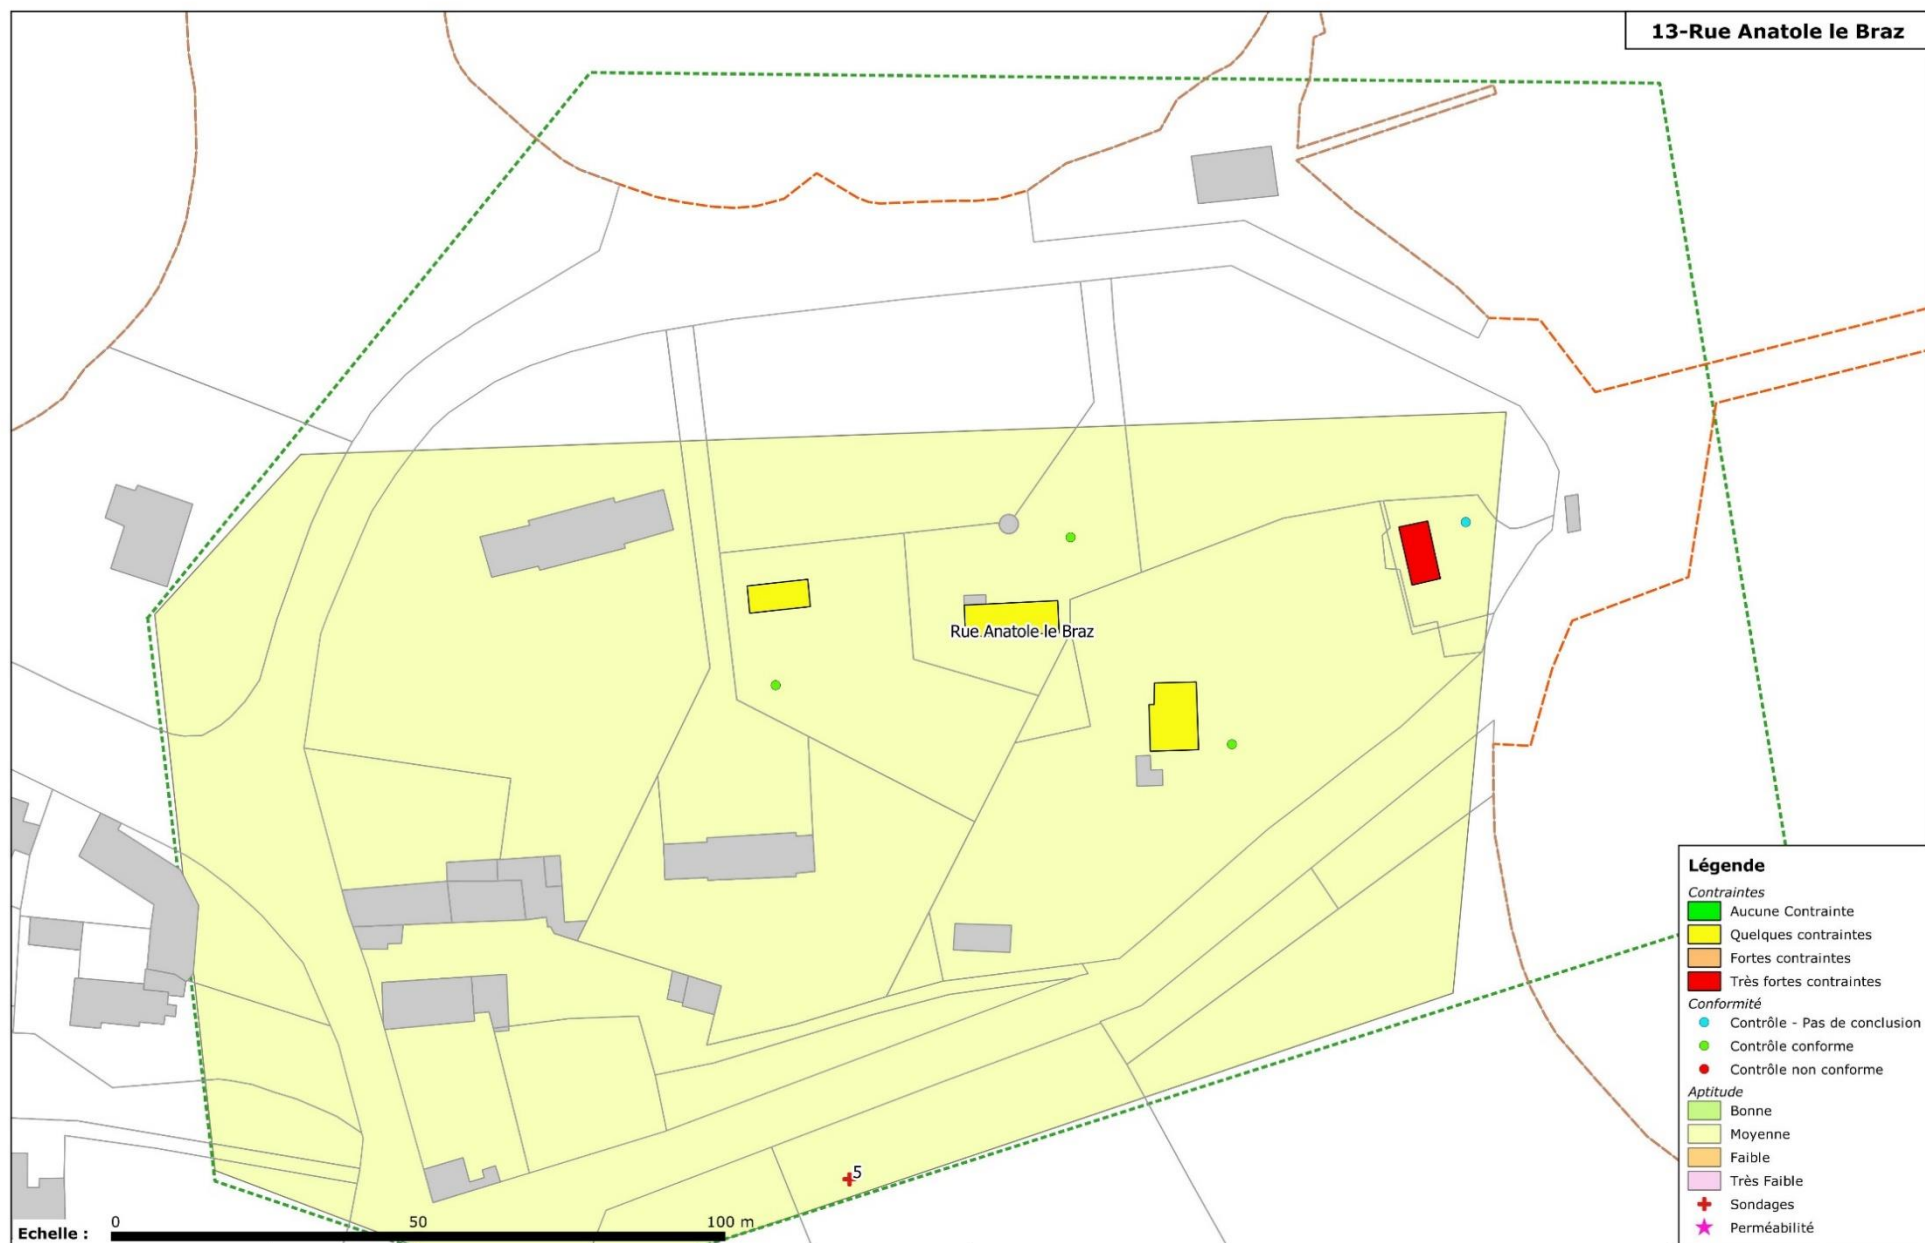 13-Rue Anatole le Braz
Rue Anatole le Braz
5
Légende
Contraintes
Aucune Contrainte
Quelques contraintes
Fortes contraintes
Très fortes contraintes
Conformité
Contrôle - Pas de conclusion
Contrôle conforme
Contrôle non conforme
Aptitude
Bonne
Moyenne
Faible
Très Faible
Sondages
Perméabilité
Echelle : 0 50 100 m